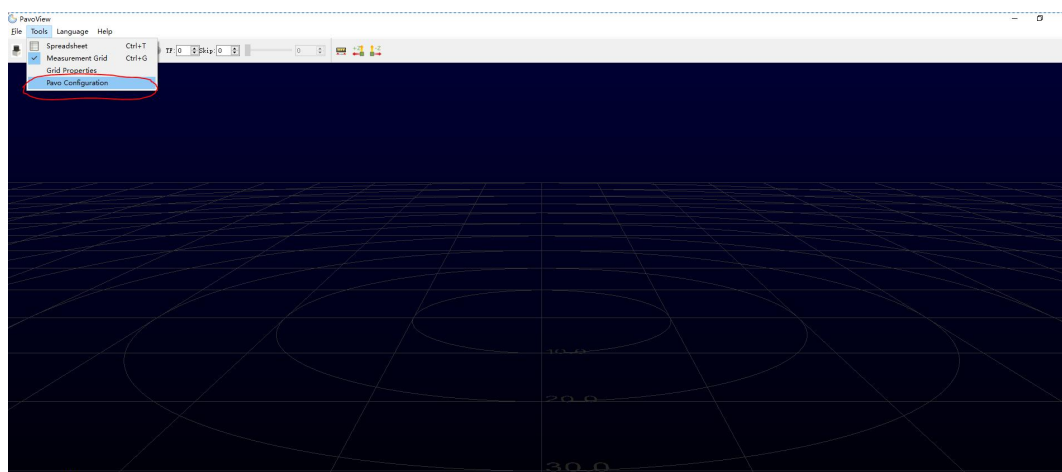 PavoView
File Tools Language Help
TF: 0 Skip: 0 0
Spreadsheet Ctrl+T
Measurement Grid Ctrl+G
Grid Properties
Pavo Configuration
10.0
20.0
30.0